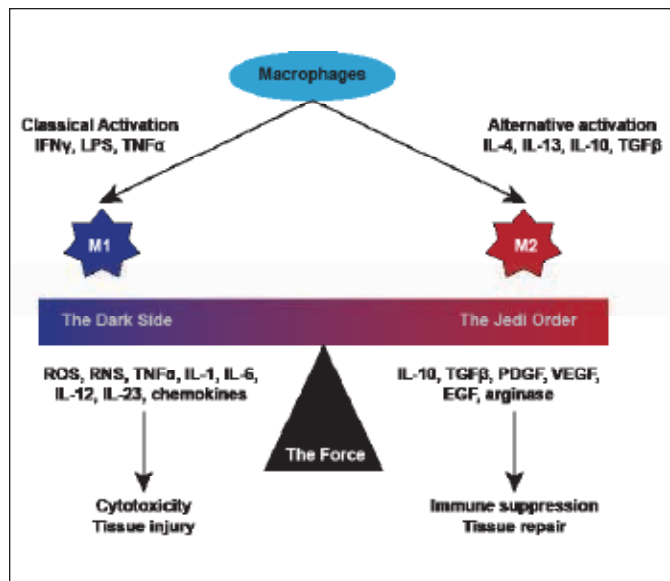 Macrophages
Classical Activation
IFNγ, LPS, TNFα
Alternative activation
IL-4, IL-13, IL-10, TGFβ
M1
M2
The Dark Side
The Jedi Order
ROS, RNS, TNFα, IL-1, IL-6,
IL-12, IL-23, chemokines
IL-10, TGFβ, PDGF, VEGF,
EGF, arginase
The Force
Cytotoxicity
Tissue injury
Immune suppression
Tissue repair